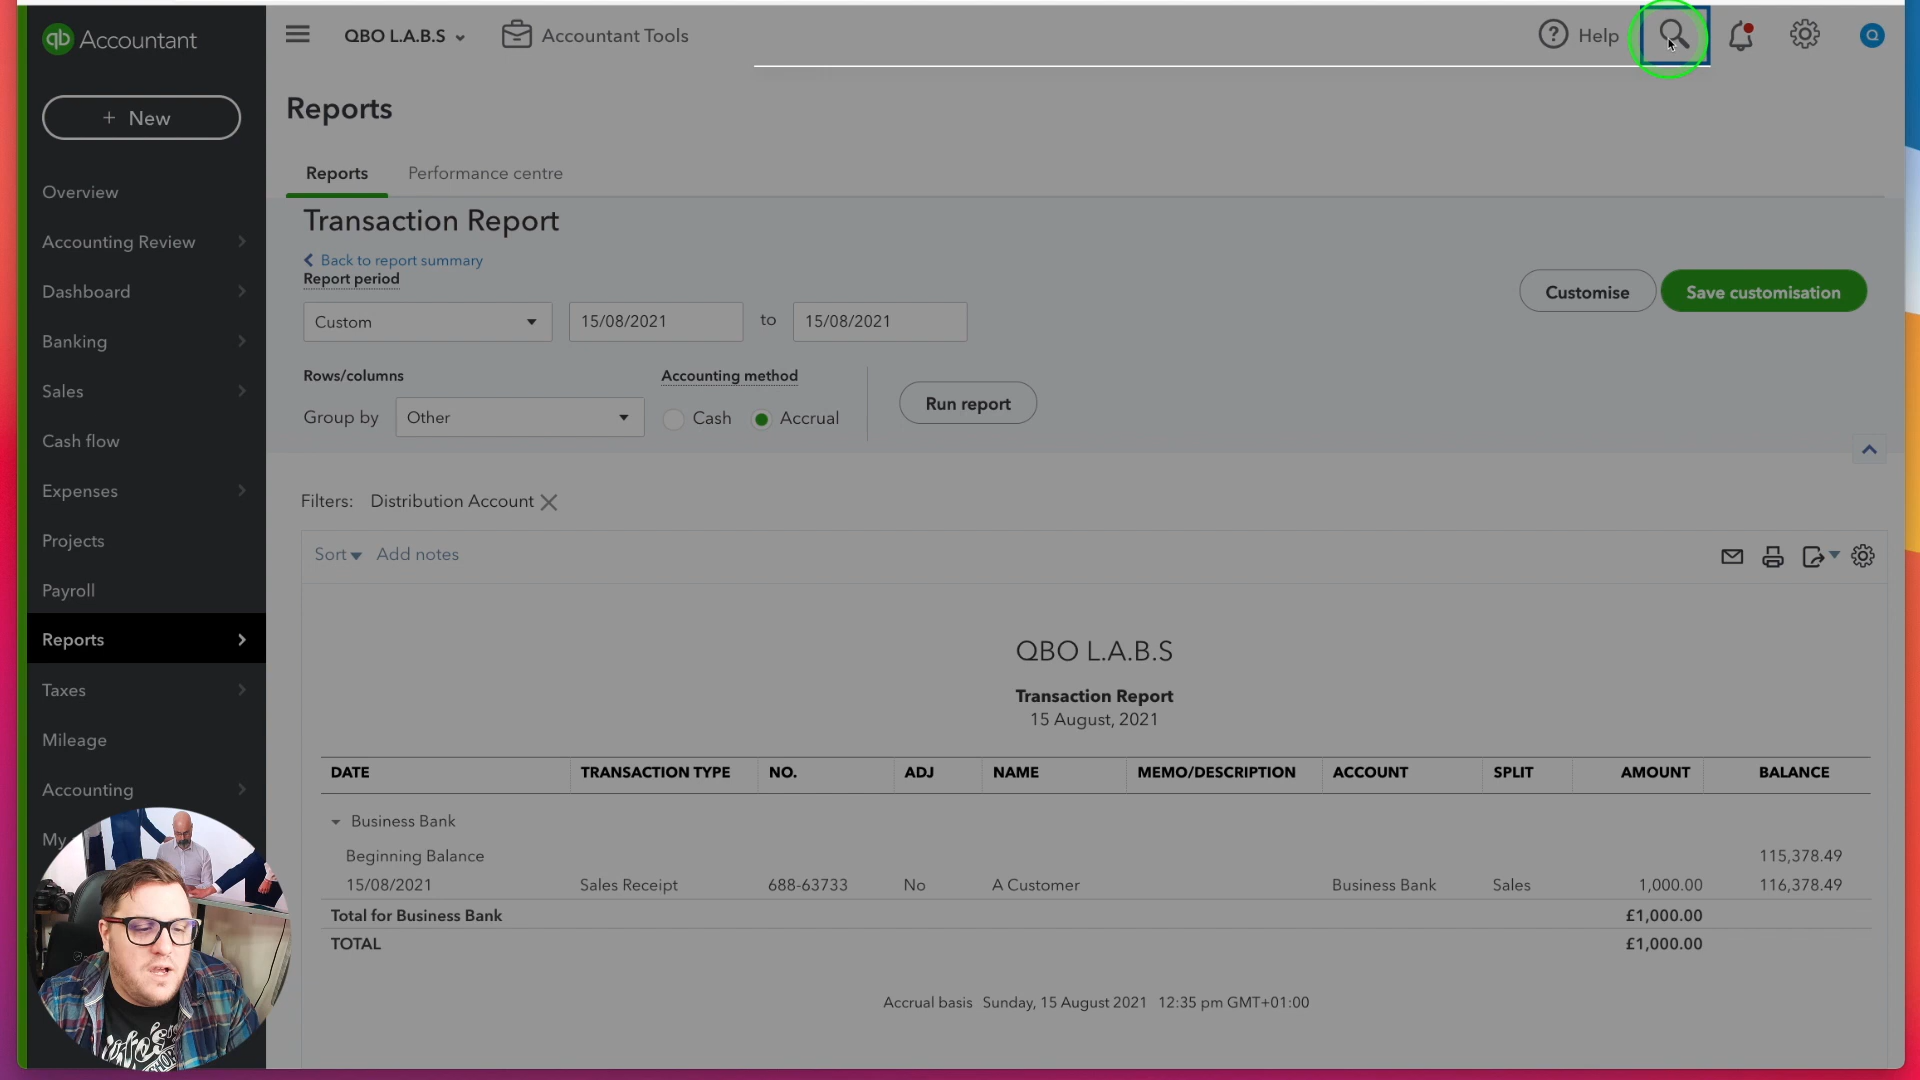 qb Accountant
QBO L.A.B.S
Accountant Tools
Help
Q
+ New
Overview
Accounting Review
Dashboard
Banking
Sales
Cash flow
Expenses
Projects
Payroll
Reports
Taxes
Mileage
Accounting
My
Reports
Reports Performance centre
Transaction Report
Back to report summary
Report period
Custom 15/08/2021 to 15/08/2021
Customise Save customisation
Rows/columns Accounting method
Group by Other Cash Accrual Run report
Filters: Distribution Account
Sort Add notes
QBO L.A.B.S
Transaction Report
15 August, 2021
DATE TRANSACTION TYPE NO. ADJ NAME MEMO/DESCRIPTION ACCOUNT SPLIT AMOUNT BALANCE
Business Bank
Beginning Balance 115,378.49
15/08/2021 Sales Receipt 688-63733 No A Customer Business Bank Sales 1,000.00 116,378.49
Total for Business Bank £1,000.00
TOTAL £1,000.00
Accrual basis Sunday, 15 August 2021 12:35 pm GMT+01:00